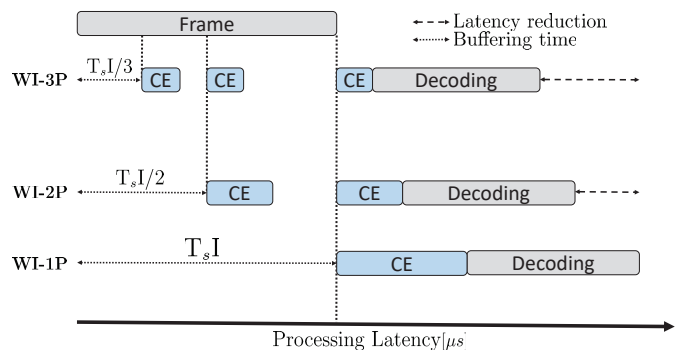 Frame
Latency reduction
Buffering time
WI-3P
TₛI/3
CE
CE
CE
Decoding
WI-2P
TₛI/2
CE
CE
Decoding
WI-1P
TₛI
CE
Decoding
Processing Latency[μs